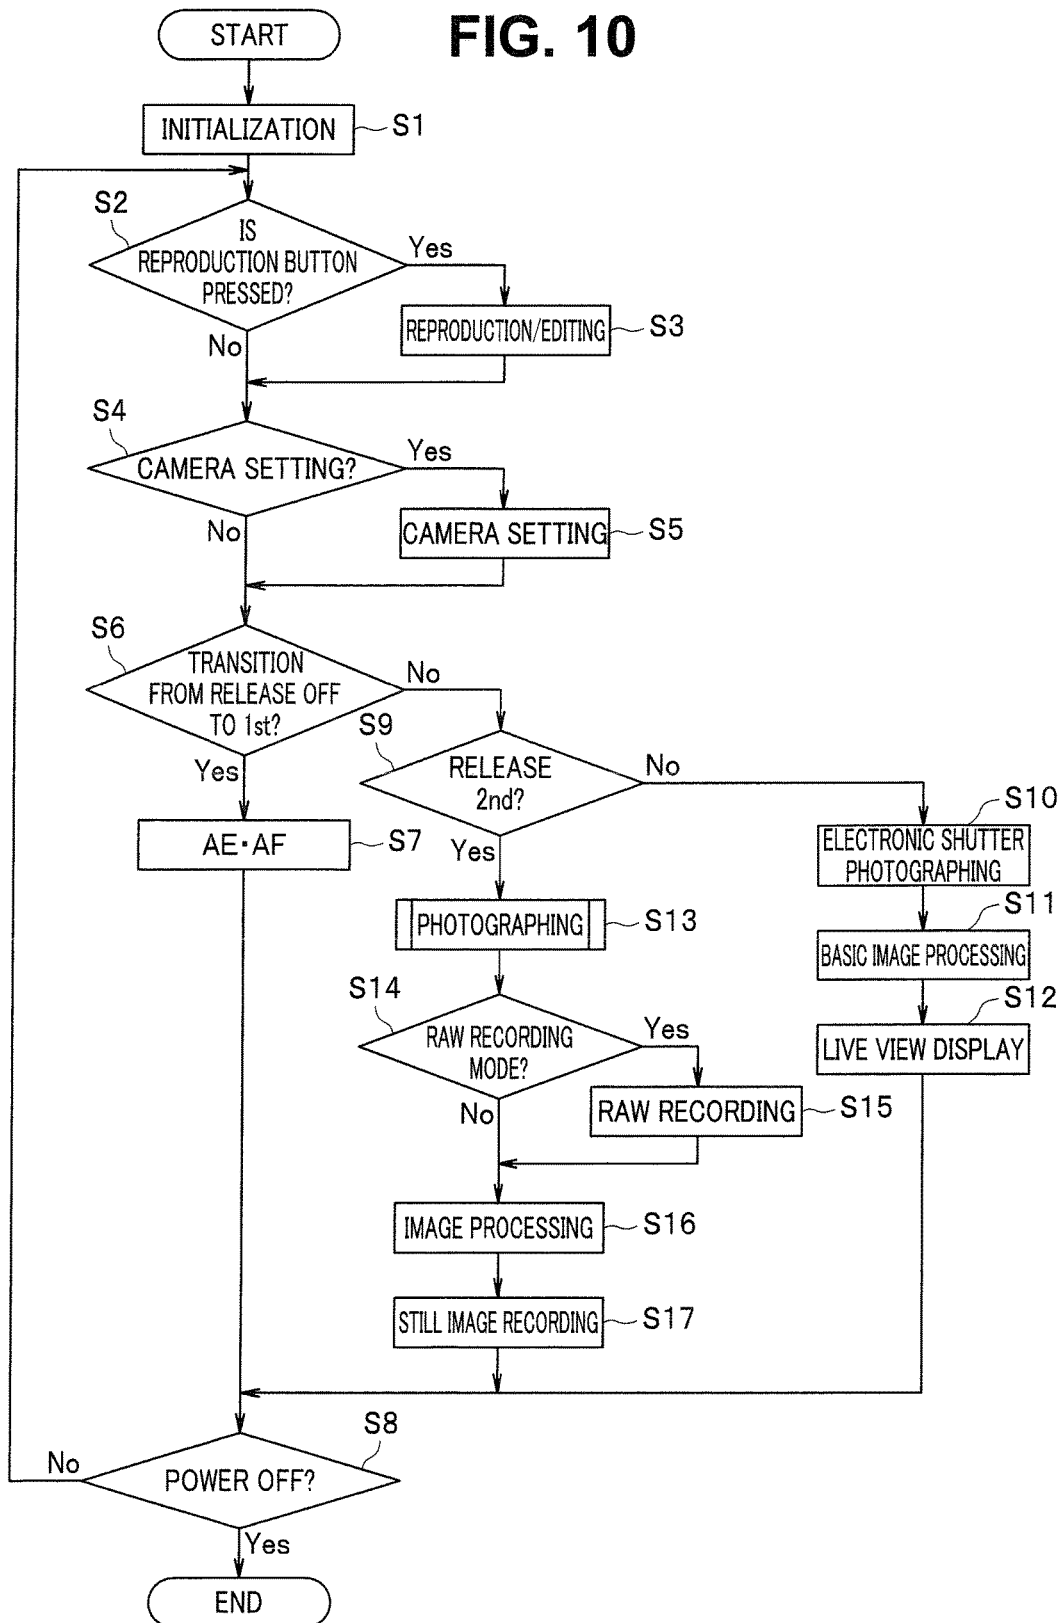 FIG. 10
START
INITIALIZATION
S1
S2
IS
REPRODUCTION BUTTON
PRESSED?
Yes
No
REPRODUCTION/EDITING
S3
S4
CAMERA SETTING?
Yes
No
CAMERA SETTING
S5
S6
TRANSITION
FROM RELEASE OFF
TO 1st?
No
Yes
AE·AF
S7
S9
RELEASE
2nd?
No
Yes
S10
ELECTRONIC SHUTTER
PHOTOGRAPHING
S11
BASIC IMAGE PROCESSING
S12
LIVE VIEW DISPLAY
PHOTOGRAPHING
S13
S14
RAW RECORDING
MODE?
Yes
No
RAW RECORDING
S15
IMAGE PROCESSING
S16
STILL IMAGE RECORDING
S17
S8
POWER OFF?
No
Yes
END